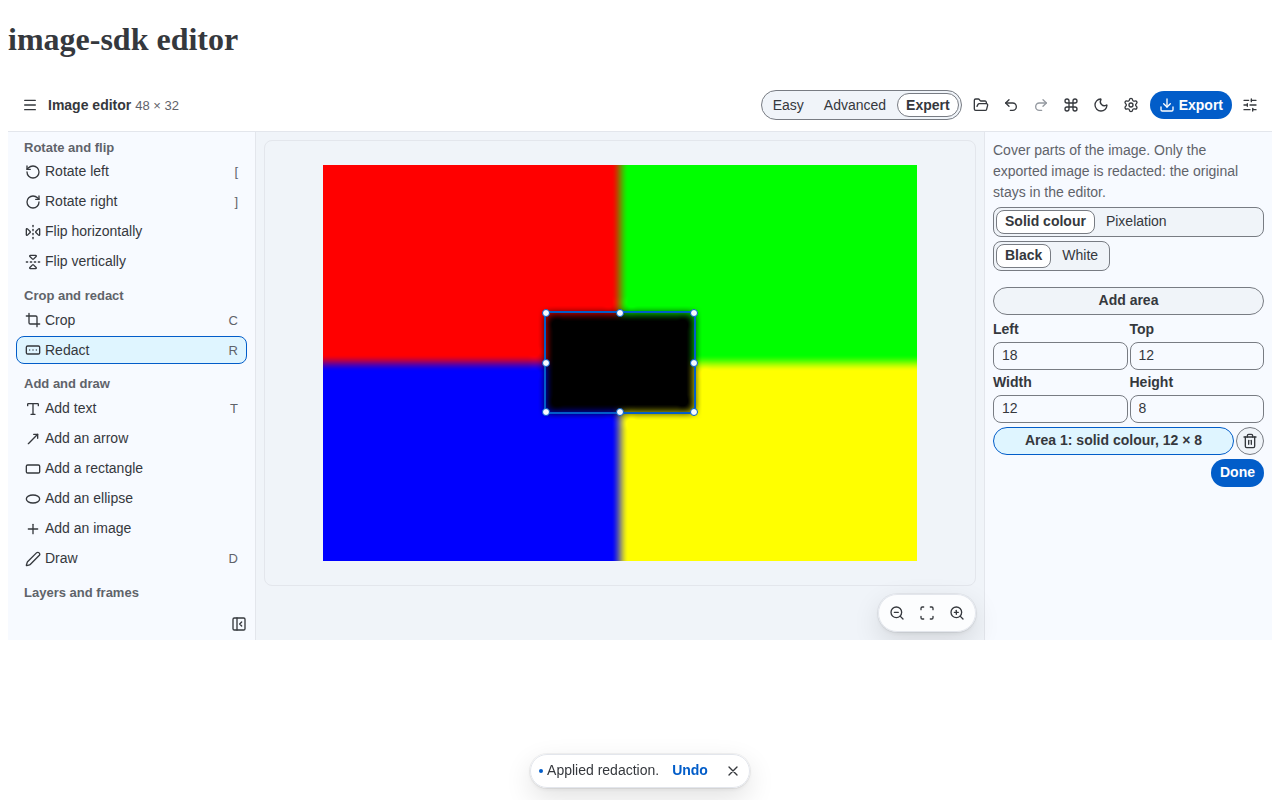 image-sdk editor
Image editor 48 × 32
Easy Advanced Expert
Export
Rotate and flip
Rotate left [
Rotate right ]
Flip horizontally
Flip vertically
Crop and redact
Crop C
Redact R
Add and draw
Add text T
Add an arrow
Add a rectangle
Add an ellipse
Add an image
Draw D
Layers and frames
Cover parts of the image. Only the
exported image is redacted: the original
stays in the editor.
Solid colour Pixelation
Black White
Add area
Left Top
18 12
Width Height
12 8
Area 1: solid colour, 12 × 8
Done
Applied redaction. Undo